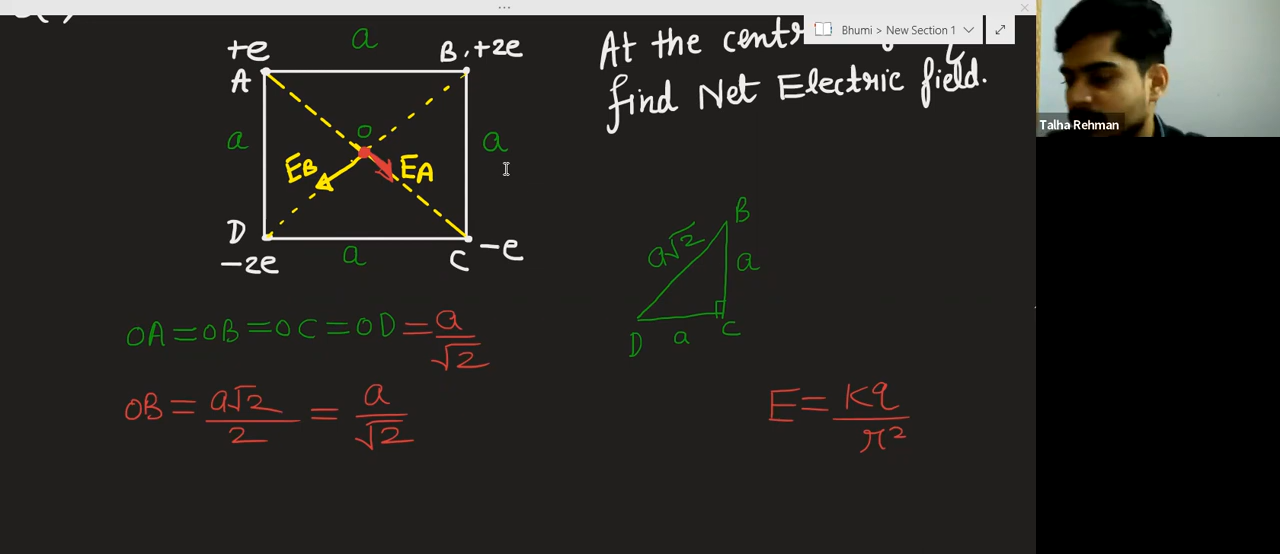 a
+e
B. +2e
A
a
O
a
EB
EA
D
-2e
a
C
-e
At the centr
find Net Electric field.
Bhumi > New Section 1
Talha Rehman
B
a√2
a
D
a
C
OA = OB = OC = OD = a/√2
OB = a√2/2 = a/√2
E = Kq/r²